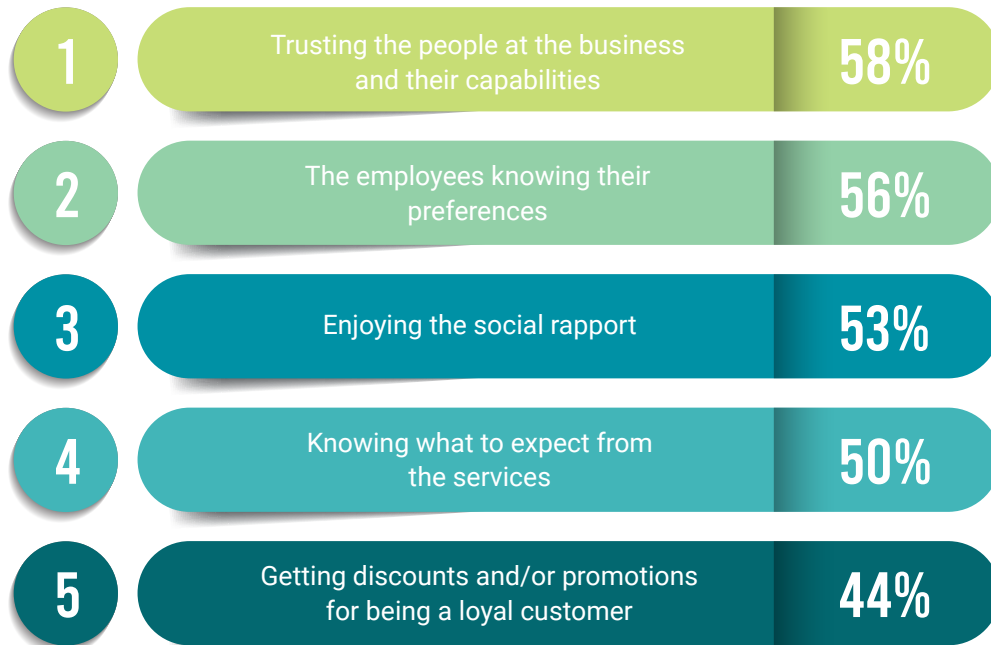 1
Trusting the people at the business
and their capabilities
58%
2
The employees knowing their
preferences
56%
3
Enjoying the social rapport
53%
4
Knowing what to expect from
the services
50%
5
Getting discounts and/or promotions
for being a loyal customer
44%